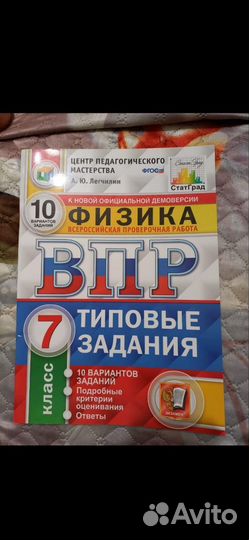 ЦЕНТР ПЕДАГОГИЧЕСКОГО
МАСТЕРСТВА
А. Ю. Легчилин
ФГОС
СтатГрад
10
ВАРИАНТОВ
ЗАДАНИЙ
К НОВОЙ ОФИЦИАЛЬНОЙ ДЕМОВЕРСИИ
ФИЗИКА
ВСЕРОССИЙСКАЯ ПРОВЕРОЧНАЯ РАБОТА
ВПР
7
КЛАСС
ТИПОВЫЕ
ЗАДАНИЯ
• 10 ВАРИАНТОВ
ЗАДАНИЙ
• Подробные
критерии
оценивания
• Ответы
ЭКЗАМЕН
Avito